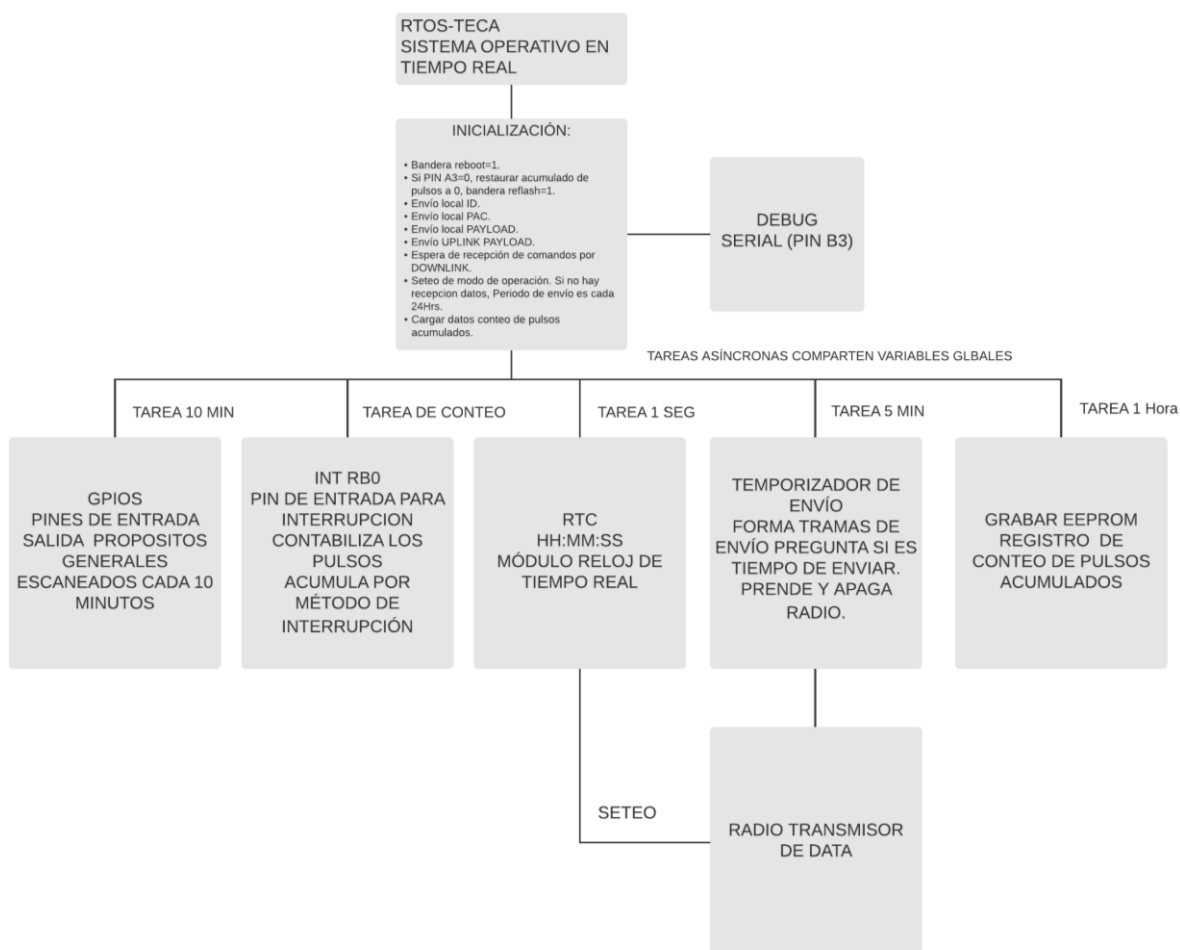 RTOS-TECA
SISTEMA OPERATIVO EN
TIEMPO REAL
INICIALIZACIÓN:
• Bandera reboot=1.
• Si PIN A3=0, restaurar acumulado de
pulsos a 0, bandera reflash=1.
• Envío local ID.
• Envío local PAC.
• Envío local PAYLOAD.
• Envío UPLINK PAYLOAD.
• Espera de recepción de comandos por
DOWNLINK.
• Seteo de modo de operación. Si no hay
recepcion datos, Periodo de envío es cada
24Hrs.
• Cargar datos conteo de pulsos
acumulados.
DEBUG
SERIAL (PIN B3)
TAREAS ASÍNCRONAS COMPARTEN VARIABLES GLBALES
TAREA 10 MIN
TAREA DE CONTEO
TAREA 1 SEG
TAREA 5 MIN
TAREA 1 Hora
GPIOS
PINES DE ENTRADA
SALIDA PROPOSITOS
GENERALES
ESCANEADOS CADA 10
MINUTOS
INT RB0
PIN DE ENTRADA PARA
INTERRUPCION
CONTABILIZA LOS
PULSOS
ACUMULA POR
MÉTODO DE
INTERRUPCIÓN
RTC
HH:MM:SS
MÓDULO RELOJ DE
TIEMPO REAL
TEMPORIZADOR DE
ENVÍO
FORMA TRAMAS DE
ENVÍO PREGUNTA SI ES
TIEMPO DE ENVIAR.
PRENDE Y APAGA
RADIO.
GRABAR EEPROM
REGISTRO DE
CONTEO DE PULSOS
ACUMULADOS
SETEO
RADIO TRANSMISOR
DE DATA